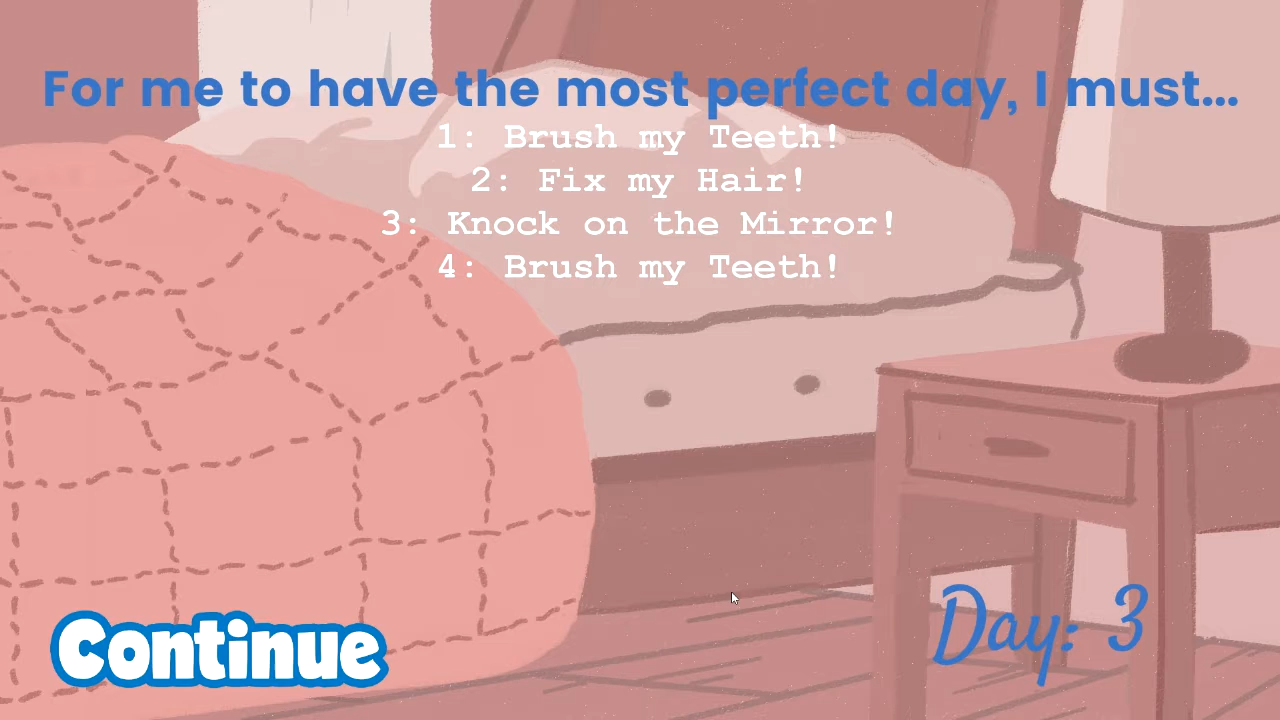 For me to have the most perfect day, I must...
1: Brush my Teeth!
2: Fix my Hair!
3: Knock on the Mirror!
4: Brush my Teeth!
Continue
Day: 3